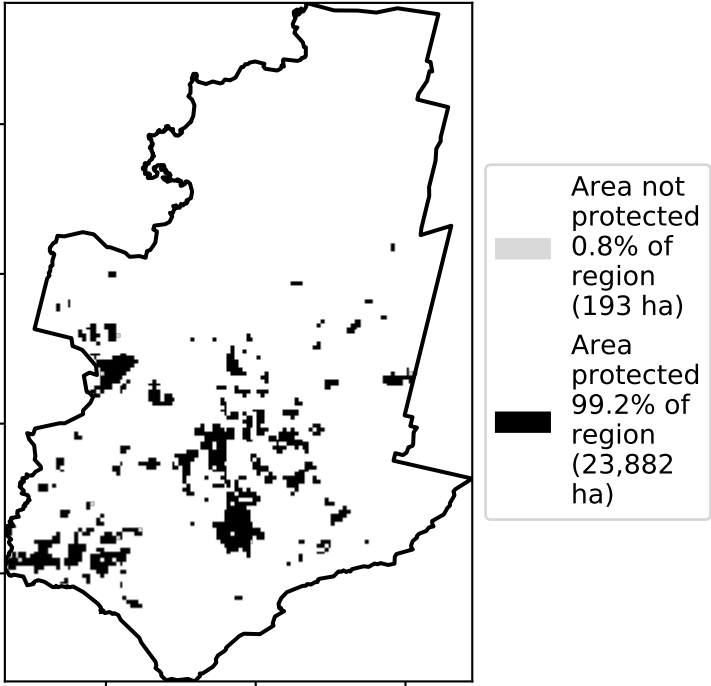 Area not
protected
0.8% of
region
(193 ha)
Area
protected
99.2% of
region
(23,882
ha)